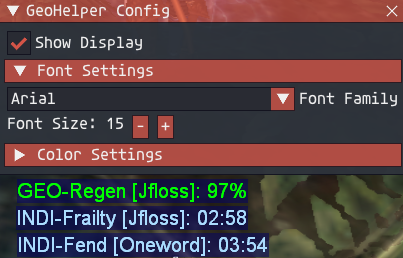 GeoHelper Config
Show Display
Font Settings
Arial Font Family
Font Size: 15 - +
Color Settings
GEO-Regen [Jfloss]: 97%
INDI-Frailty [Jfloss]: 02:58
INDI-Fend [Oneword]: 03:54